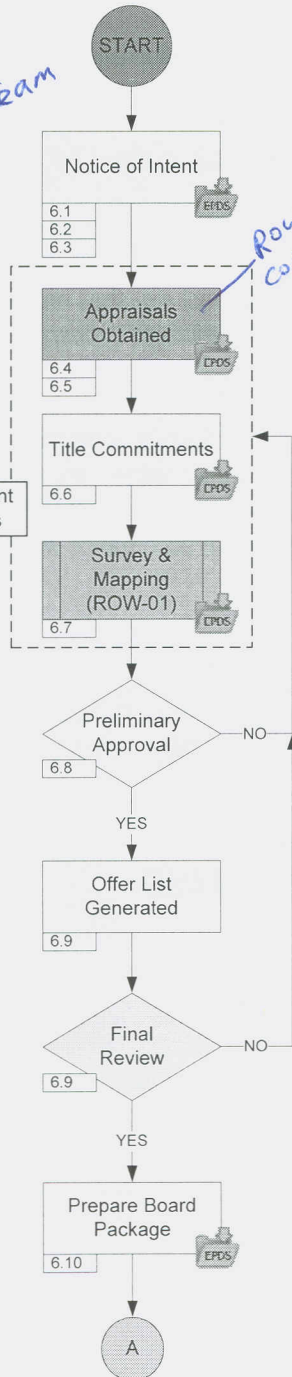 START
Notice of Intent
EPDS
6.1
6.2
6.3
Appraisals
Obtained
EPDS
6.4
6.5
Title Commitments
EPDS
6.6
Survey &
Mapping
(ROW-01)
EPDS
6.7
Preliminary
Approval
NO
6.8
YES
Offer List
Generated
6.9
Final
Review
NO
6.9
YES
Prepare Board
Package
EPDS
6.10
A